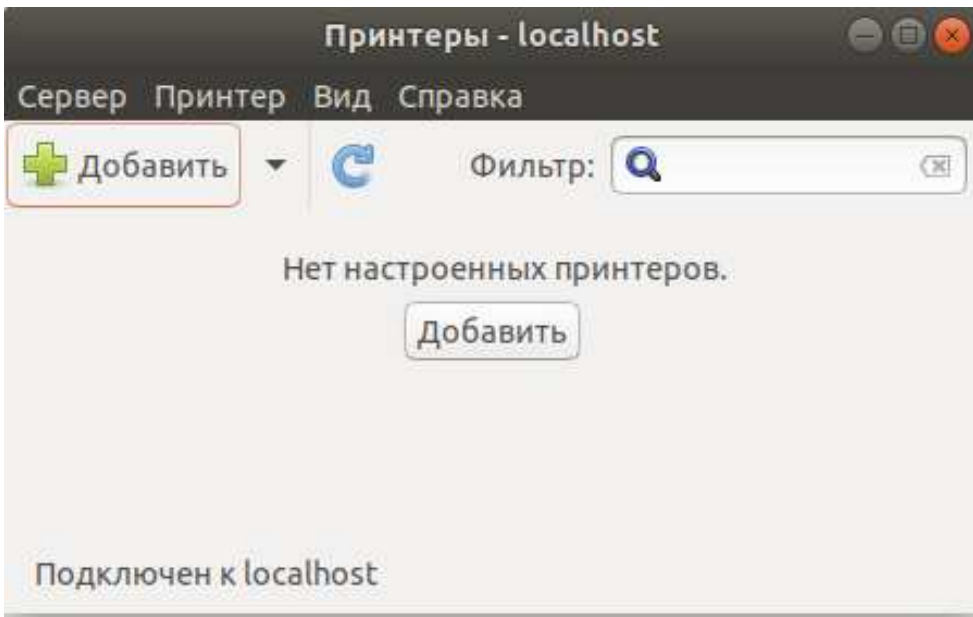 Принтеры - localhost
Сервер Принтер Вид Справка
Добавить Фильтр:
Нет настроенных принтеров.
Добавить
Подключен к localhost